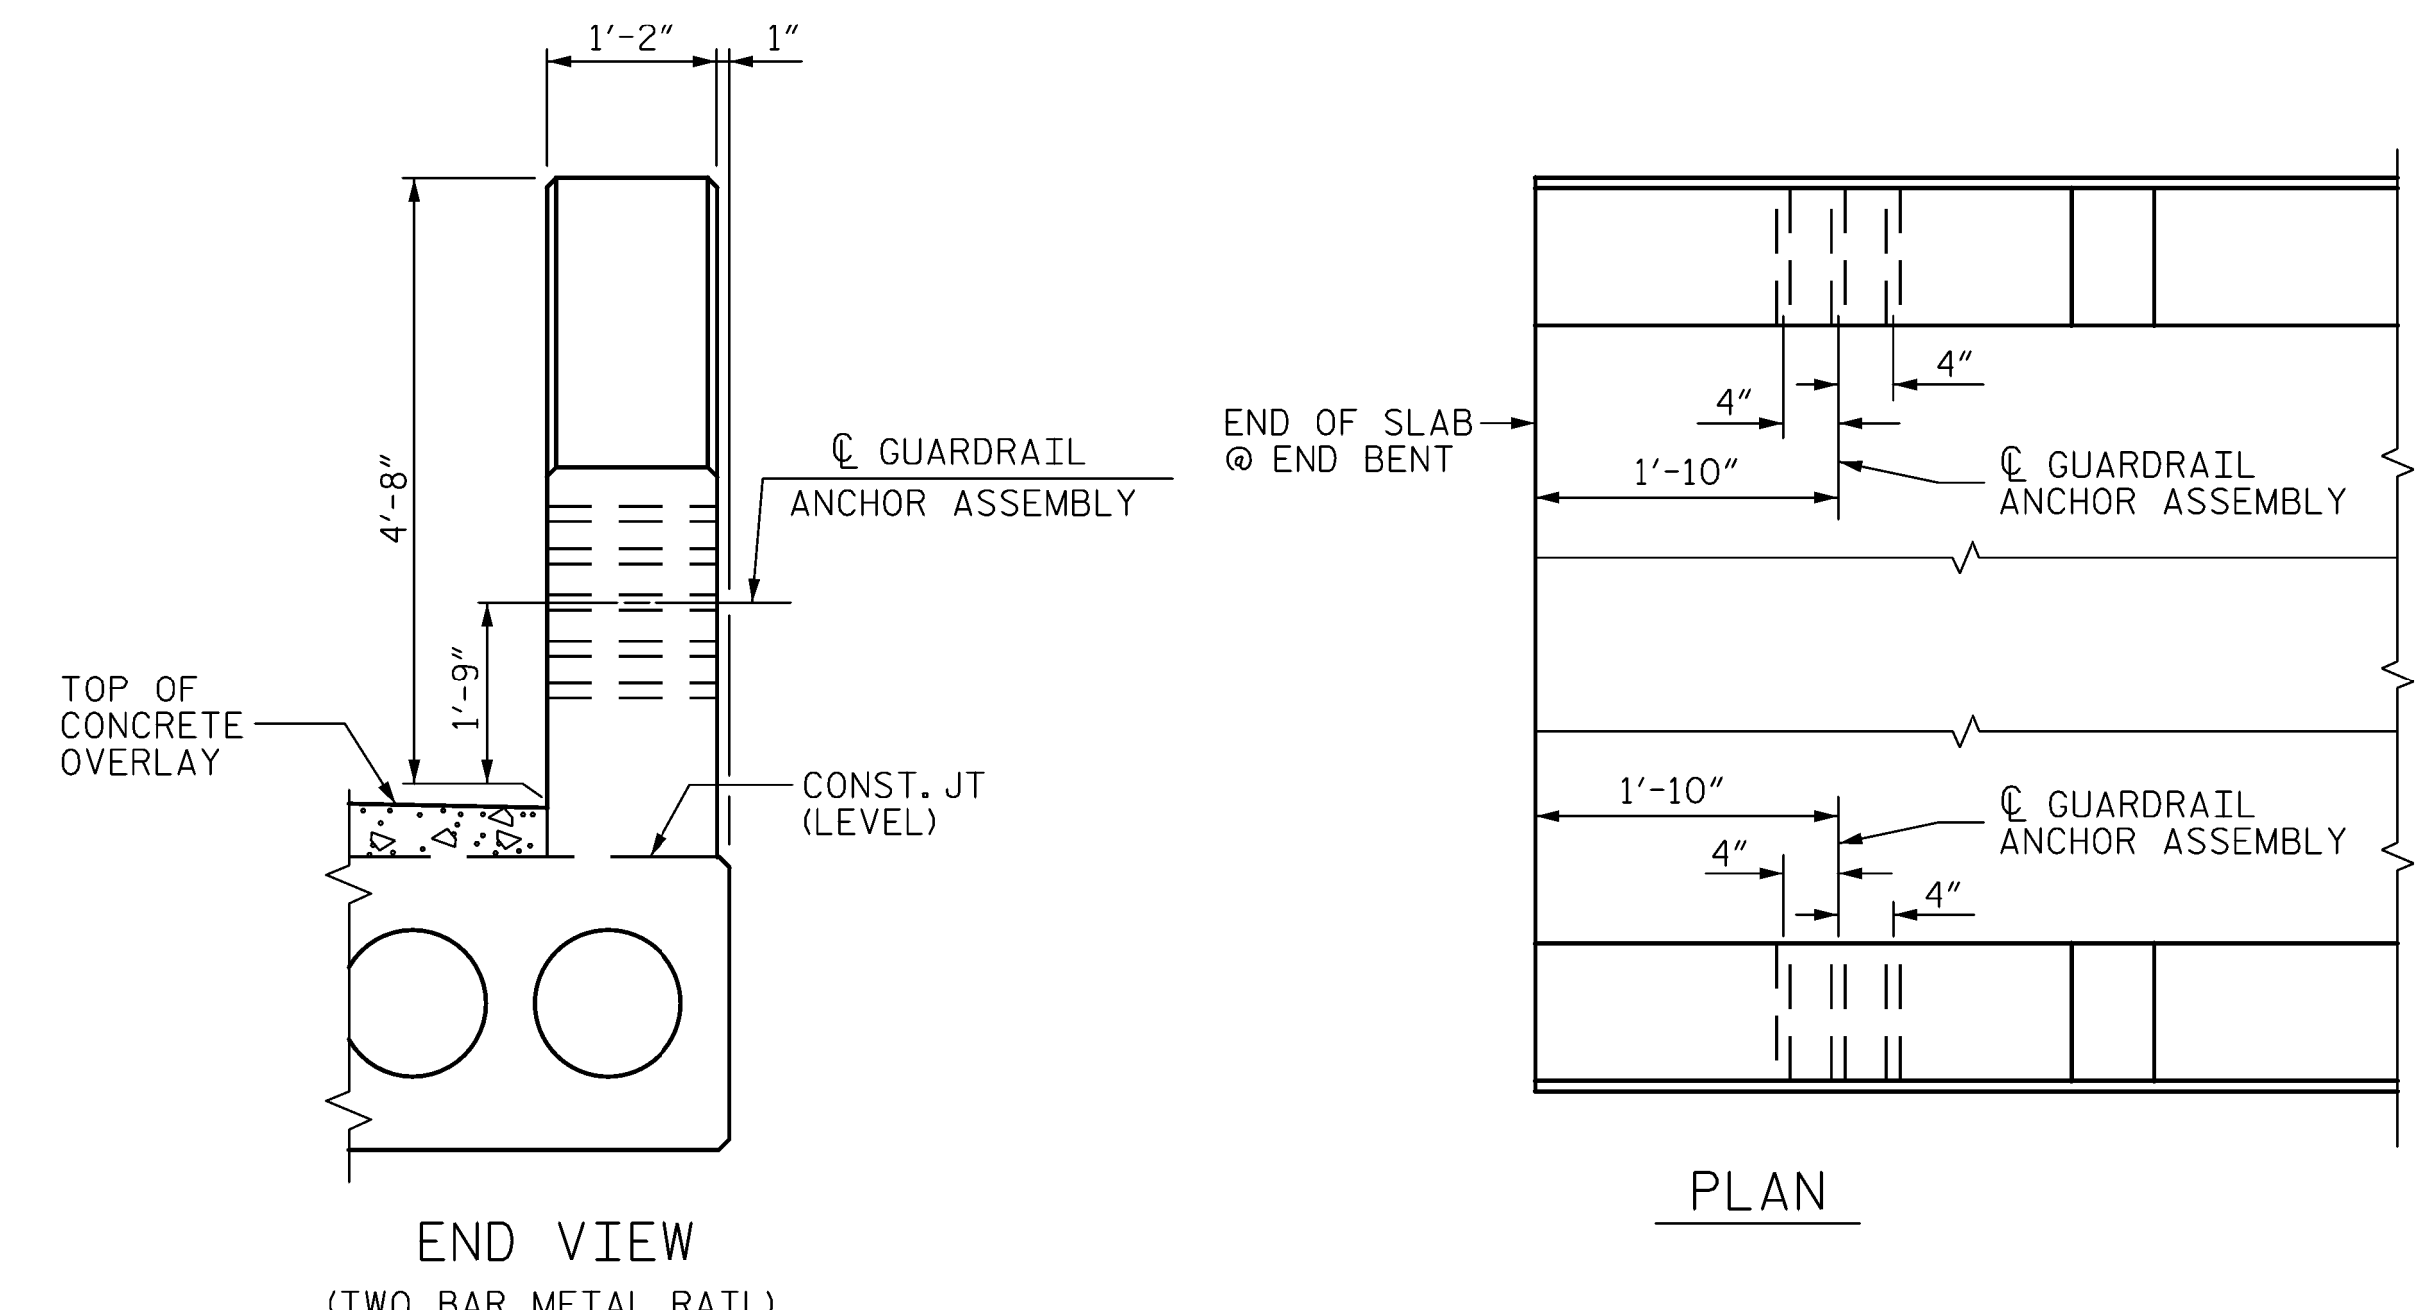 1'-2"
1"
4'-8"
℄ GUARDRAIL
ANCHOR ASSEMBLY
1'-9"
TOP OF
CONCRETE
OVERLAY
CONST. JT
(LEVEL)
END VIEW
(TWO BAR METAL RAIL)
4"
4"
END OF SLAB
@ END BENT
1'-10"
℄ GUARDRAIL
ANCHOR ASSEMBLY
1'-10"
℄ GUARDRAIL
ANCHOR ASSEMBLY
4"
4"
PLAN